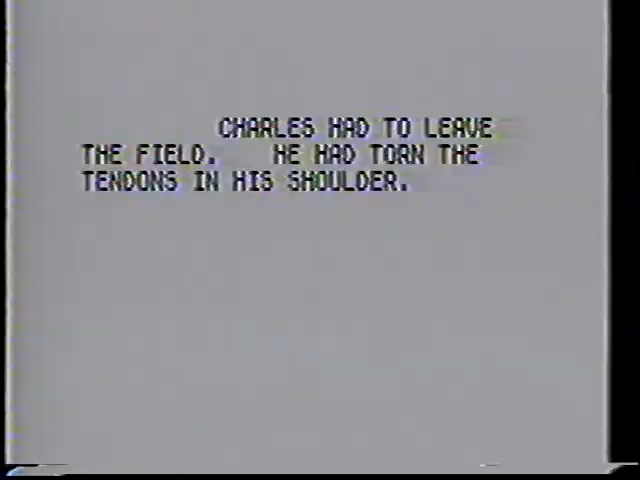 CHARLES HAD TO LEAVE
THE FIELD. HE HAD TORN THE
TENDONS IN HIS SHOULDER.